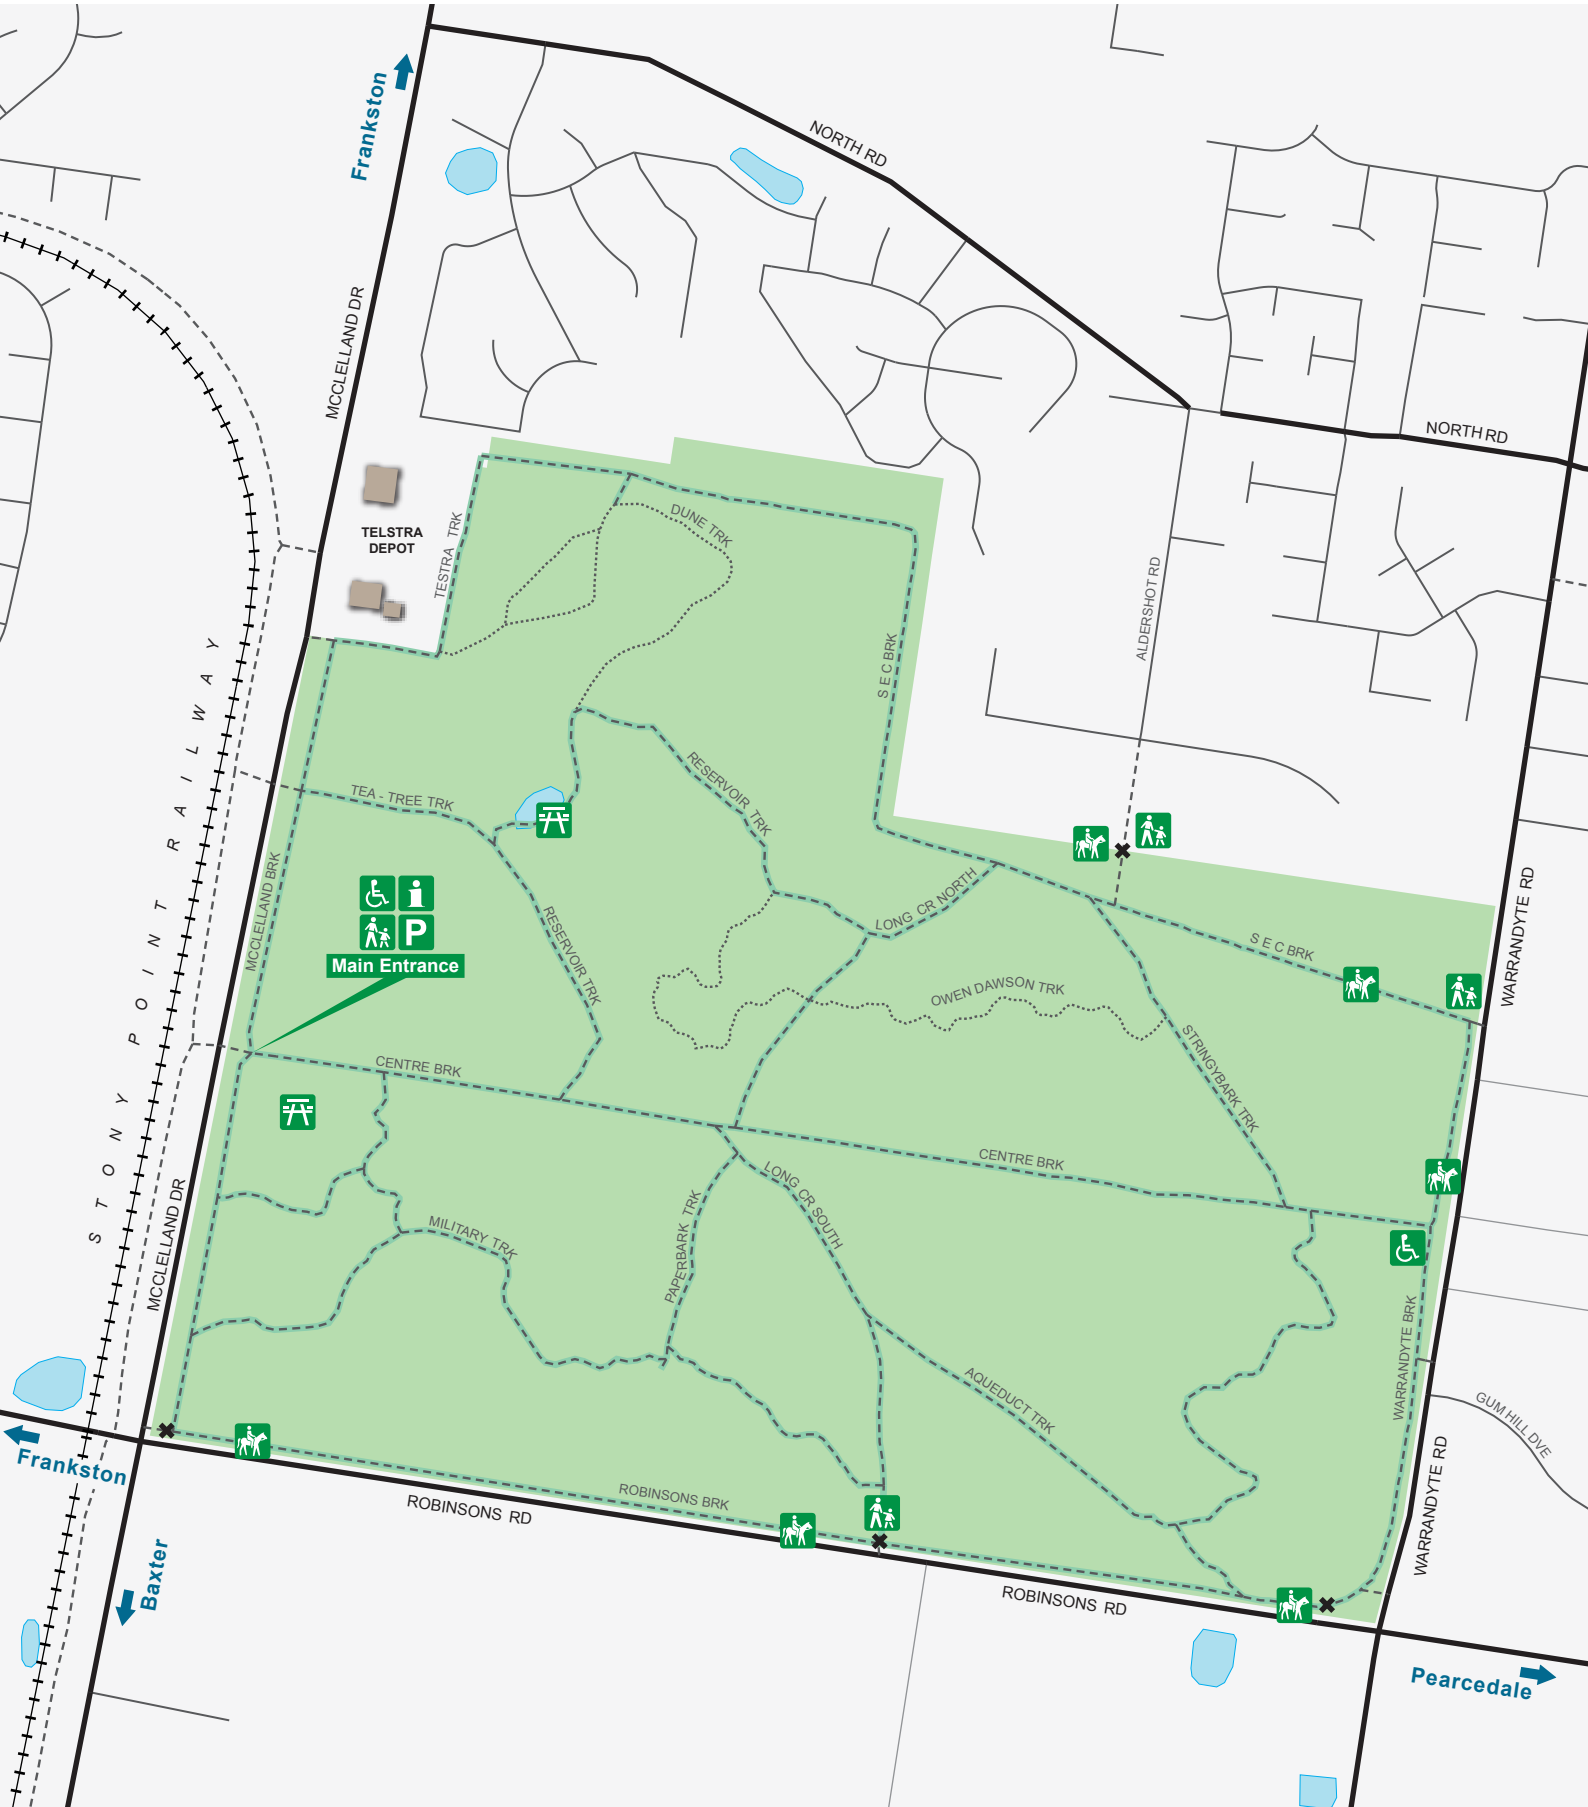 Frankston
NORTH RD
MCCLELLAND DR
NORTH RD
TELSTRA
DEPOT
TESTRA TRK
DUNE TRK
ALDERSHOT RD
S E C BRK
STONY POINT RAILWAY
RESERVOIR TRK
TEA - TREE TRK
MCCLELLAND BRK
LONG CR NORTH
WARRANDYTE RD
RESERVOIR TRK
P
Main Entrance
S E C BRK
OWEN DAWSON TRK
STRINGYBARK TRK
CENTRE BRK
CENTRE BRK
LONG CR SOUTH
PAPERBARK TRK
MCCLELLAND DR
MILITARY TRK
WARRANDYTE BRK
AQUEDUCT TRK
GUM HILL DVE
WARRANDYTE RD
Frankston
ROBINSONS BRK
ROBINSONS RD
Baxter
ROBINSONS RD
Pearcedale